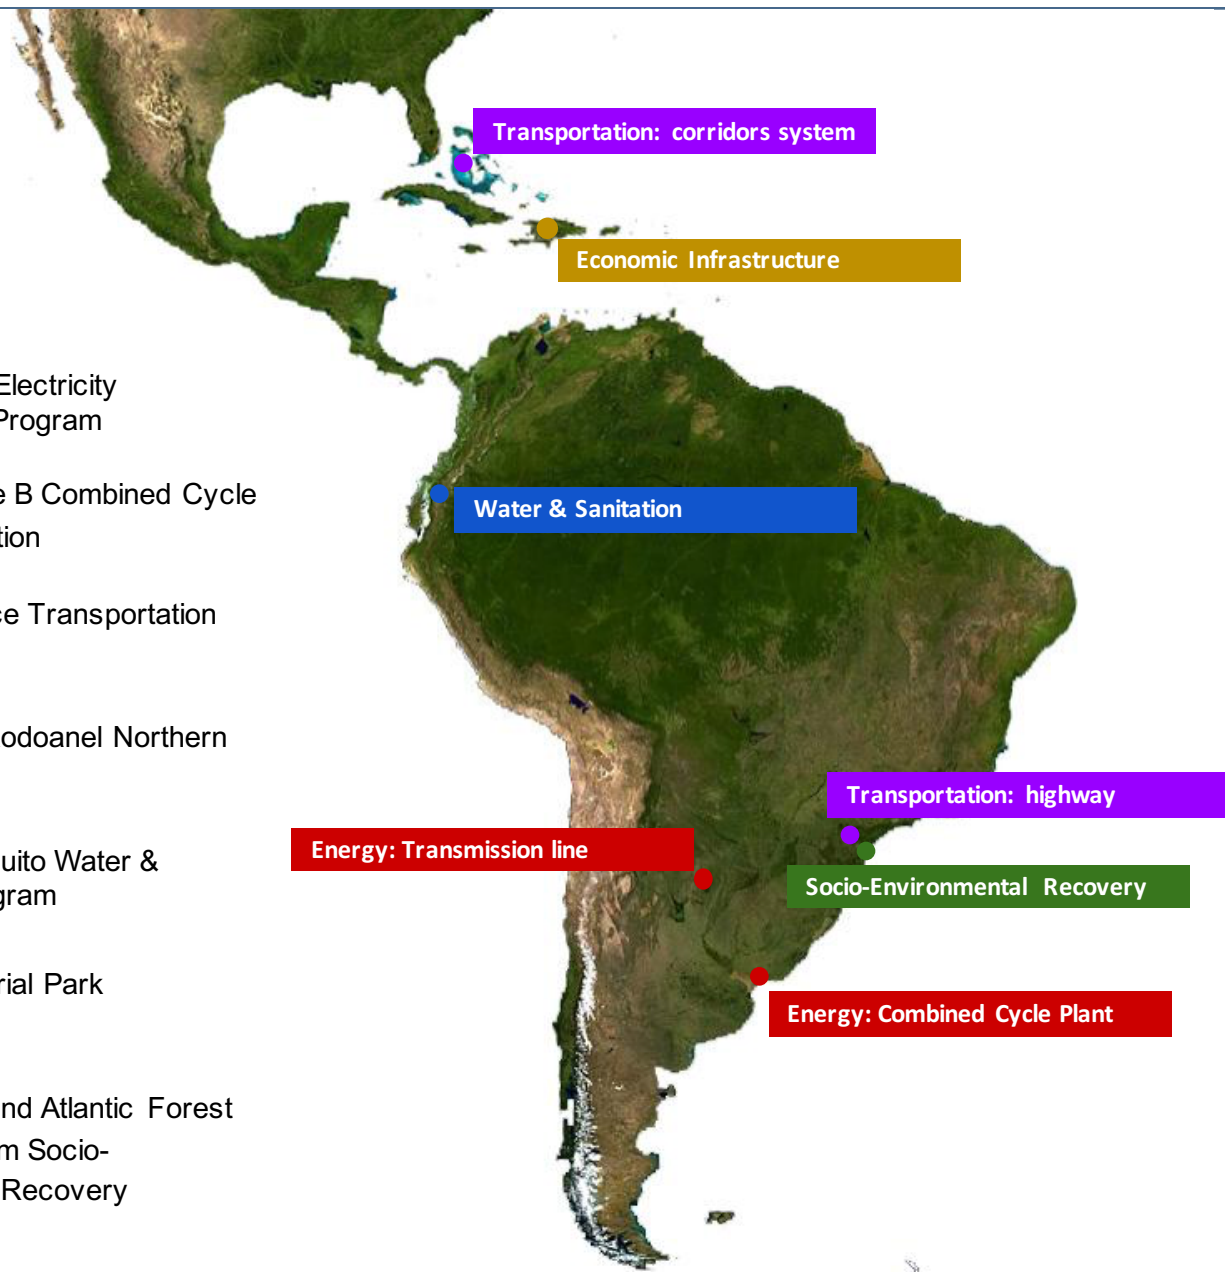 Transportation: corridors system
Economic Infrastructure
Electricity
Program
e B Combined Cycle
tion
Water & Sanitation
ce Transportation
odoanel Northern
Transportation: highway
Energy: Transmission line
uito Water &
gram
Socio-Environmental Recovery
rial Park
Energy: Combined Cycle Plant
nd Atlantic Forest
m Socio-
Recovery